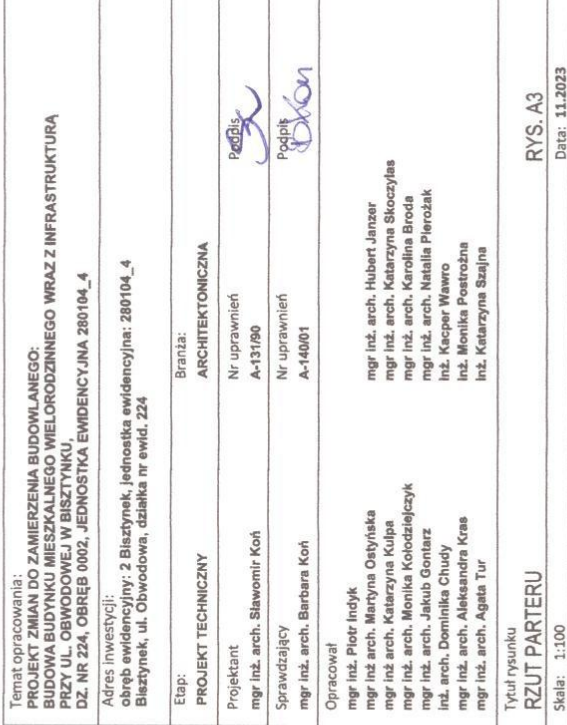 Temat opracowania:
PROJEKT ZMIAN DO ZAMIERZENIA BUDOWLANEGO:
BUDOWA BUDYNKU MIESZKALNEGO WIELORODZINNEGO WRAZ Z INFRASTRUKTURĄ
PRZY UL. OBWODOWEJ W BISZTYNKU,
DZ. NR 224, OBRĘB 0002, JEDNOSTKA EWIDENCYJNA 280104_4
Adres inwestycji:
obręb ewidencyjny: 2 Bisztynek, jednostka ewidencyjna: 280104_4
Bisztynek, ul. Obwodowa, działka nr ewid. 224
Etap: Branża:
PROJEKT TECHNICZNY ARCHITEKTONICZNA
Projektant Nr uprawnień Podpis
mgr inż. arch. Sławomir Koń A-131/90
Sprawdzający Nr uprawnień Podpis
mgr inż. arch. Barbara Koń A-140/01 BKoń
Opracował
mgr inż. Piotr Indyk
mgr inż arch. Martyna Ostyńska mgr inż. arch. Hubert Janzer
mgr inż arch. Katarzyna Kulpa mgr inż. arch. Katarzyna Skoczylas
mgr inż. arch. Monika Kołodziejczyk mgr inż. arch. Karolina Broda
mgr inż. arch. Jakub Gontarz mgr inż. arch. Natalia Pierożak
inż. arch. Dominika Chudy inż. Kacper Wawro
mgr inż. arch. Aleksandra Kras inż. Monika Postrożna
mgr inż. arch. Agata Tur inż. Katarzyna Szajna
Tytuł rysunku
RZUT PARTERU RYS. A3
Skala: 1:100 Data: 11.2023